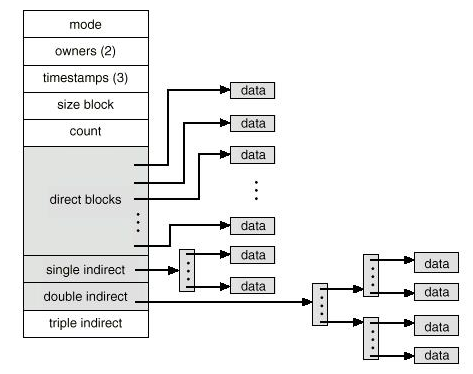 mode
owners (2)
timestamps (3)
size block
count
direct blocks
single indirect
double indirect
triple indirect
data
data
data
data
data
data
data
data
data
data